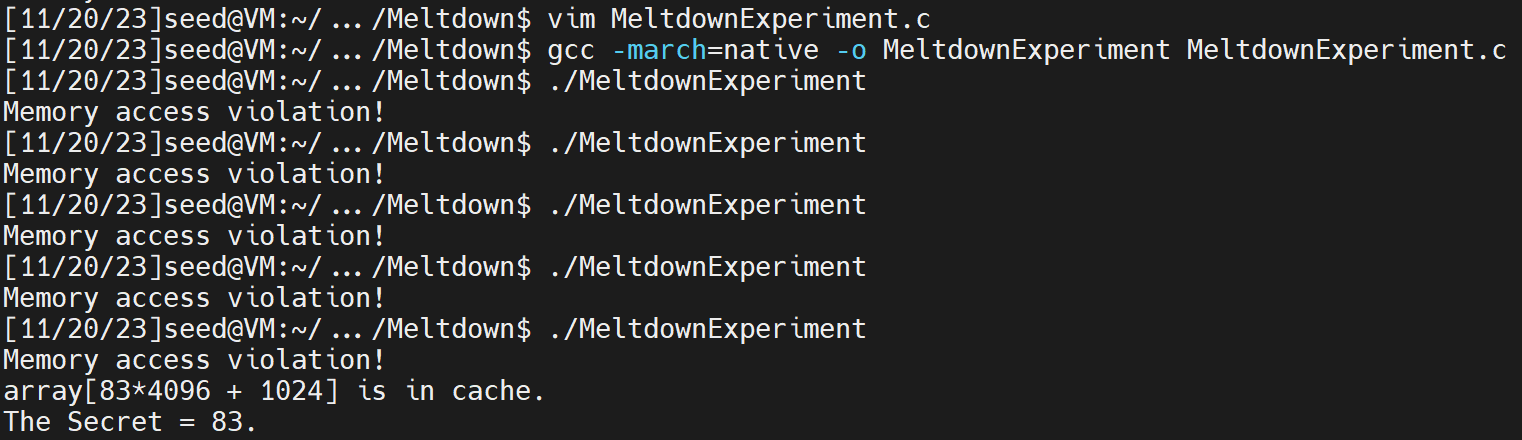 [11/20/23]seed@VM:~/.../Meltdown$ vim MeltdownExperiment.c
[11/20/23]seed@VM:~/.../Meltdown$ gcc -march=native -o MeltdownExperiment MeltdownExperiment.c
[11/20/23]seed@VM:~/.../Meltdown$ ./MeltdownExperiment
Memory access violation!
[11/20/23]seed@VM:~/.../Meltdown$ ./MeltdownExperiment
Memory access violation!
[11/20/23]seed@VM:~/.../Meltdown$ ./MeltdownExperiment
Memory access violation!
[11/20/23]seed@VM:~/.../Meltdown$ ./MeltdownExperiment
Memory access violation!
[11/20/23]seed@VM:~/.../Meltdown$ ./MeltdownExperiment
Memory access violation!
array[83*4096 + 1024] is in cache.
The Secret = 83.